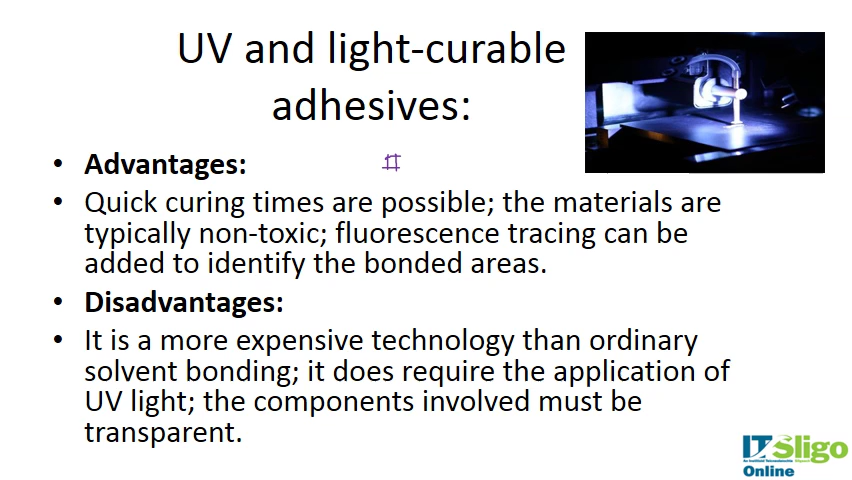 UV and light-curable
adhesives:
• Advantages:
#
• Quick curing times are possible; the materials are
typically non-toxic; fluorescence tracing can be
added to identify the bonded areas.
• Disadvantages:
• It is a more expensive technology than ordinary
solvent bonding; it does require the application of
UV light; the components involved must be
transparent.
IT Sligo
Online